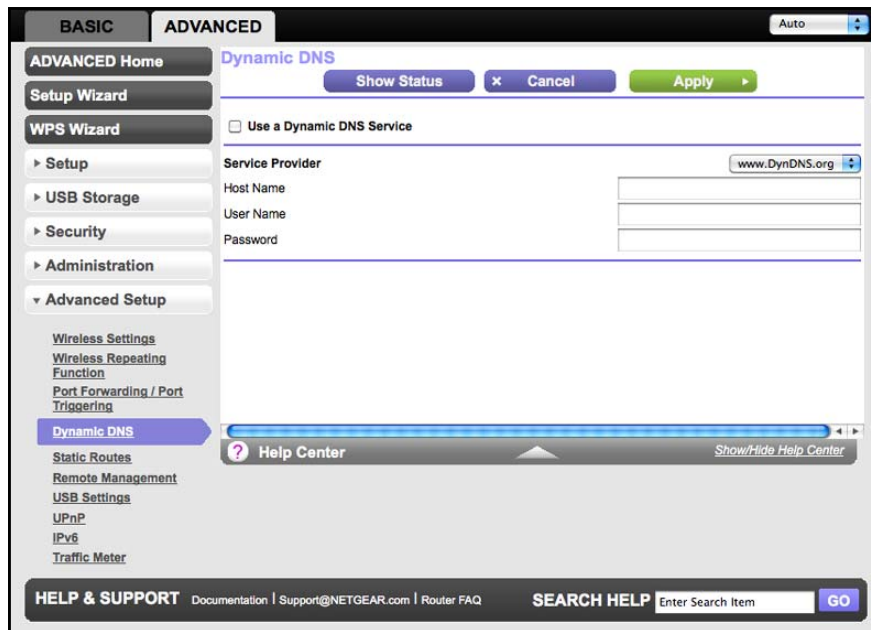 BASIC
ADVANCED
Auto
ADVANCED Home
Setup Wizard
WPS Wizard
Setup
USB Storage
Security
Administration
Advanced Setup
Wireless Settings
Wireless Repeating
Function
Port Forwarding / Port
Triggering
Dynamic DNS
Static Routes
Remote Management
USB Settings
UPnP
IPv6
Traffic Meter
Dynamic DNS
Show Status
× Cancel
Apply
Use a Dynamic DNS Service
Service Provider
www.DynDNS.org
Host Name
User Name
Password
? Help Center
Show/Hide Help Center
HELP & SUPPORT Documentation | Support@NETGEAR.com | Router FAQ
SEARCH HELP Enter Search Item GO